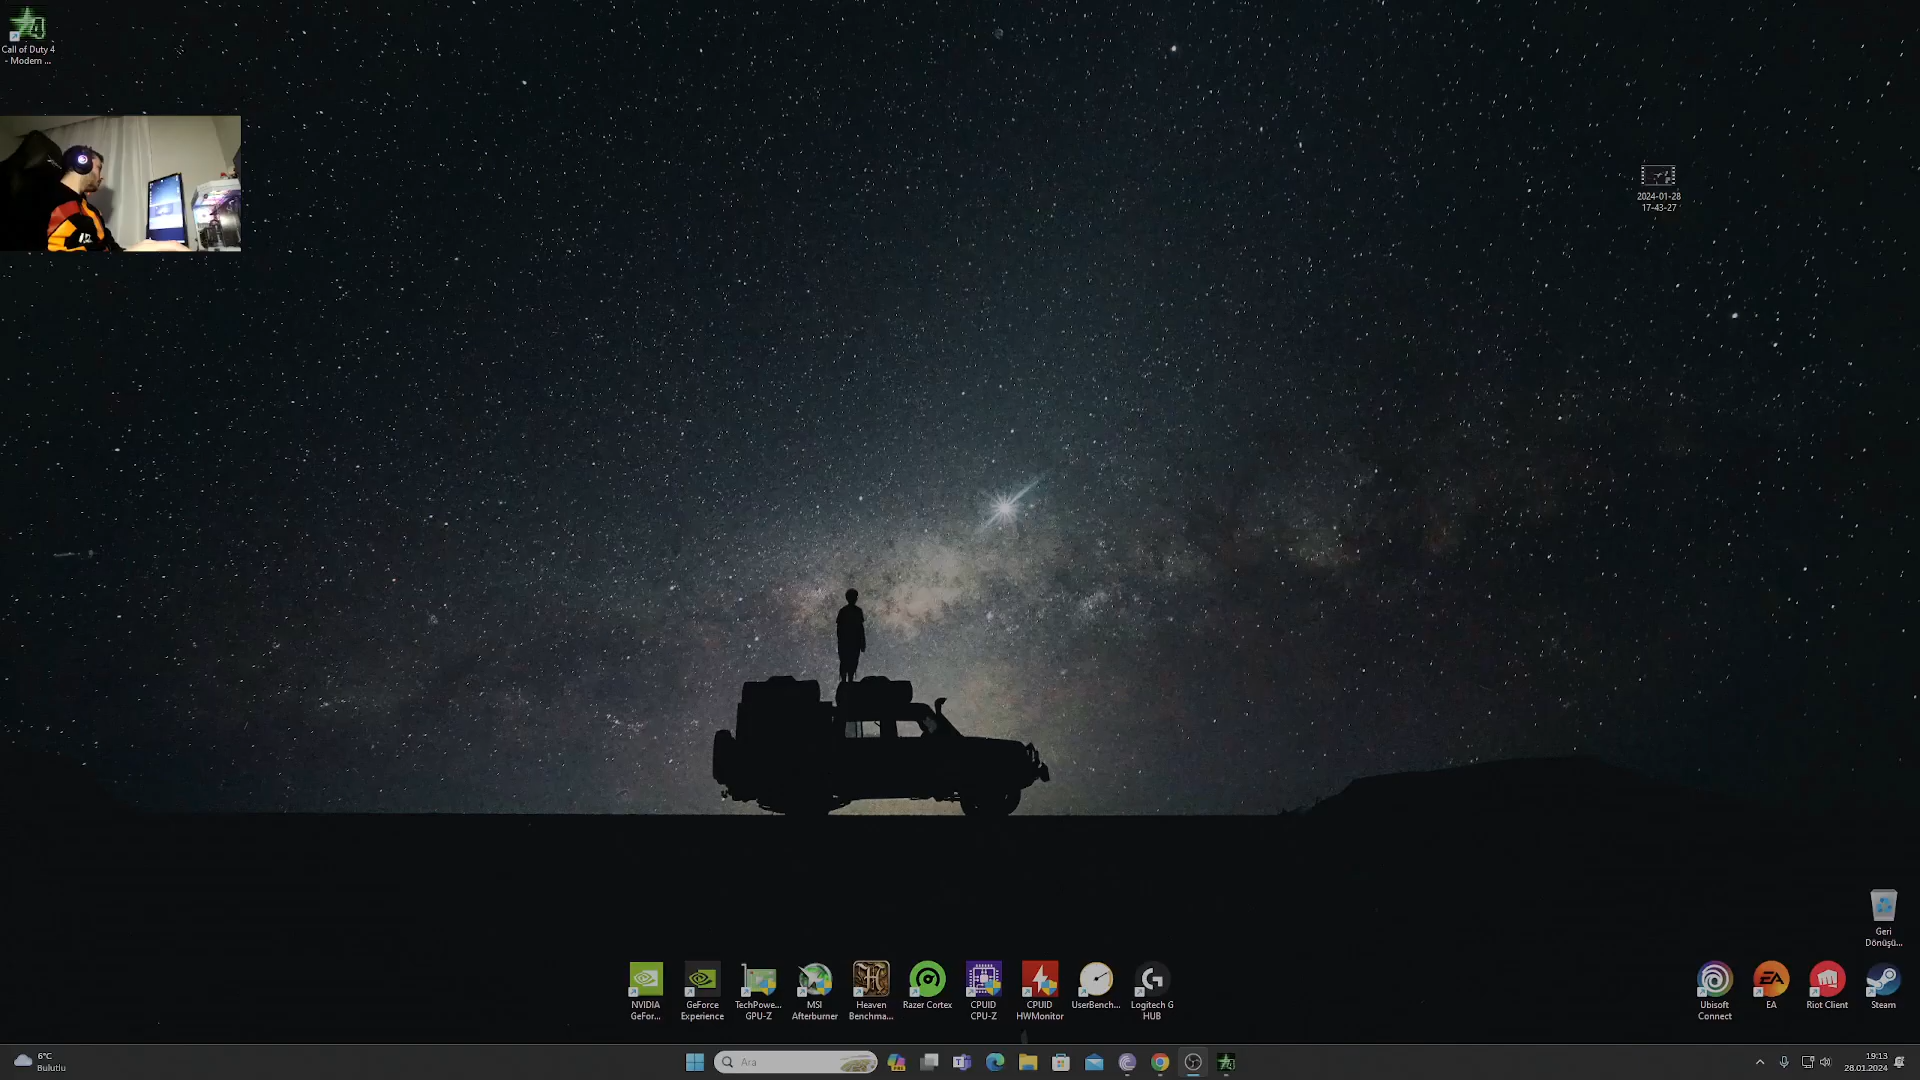 Call of Duty 4
- Modern ...
2024-01-28
17-43-27
Geri
Dönüşü...
NVIDIA
GeFor...
GeForce
Experience
TechPowe...
GPU-Z
MSI
Afterburner
Heaven
Benchma...
Razer Cortex
CPUID
CPU-Z
CPUID
HWMonitor
UserBench...
Logitech G
HUB
Ubisoft
Connect
EA
Riot Client
Steam
6°C
Bulutlu
Ara
19:13
28.01.2024